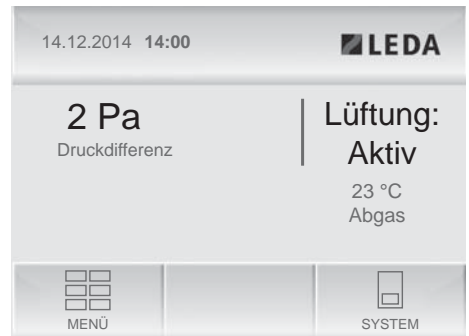 14.12.2014 14:00
LEDA
2 Pa
Druckdifferenz
Lüftung:
Aktiv
23 °C
Abgas
MENÜ
SYSTEM